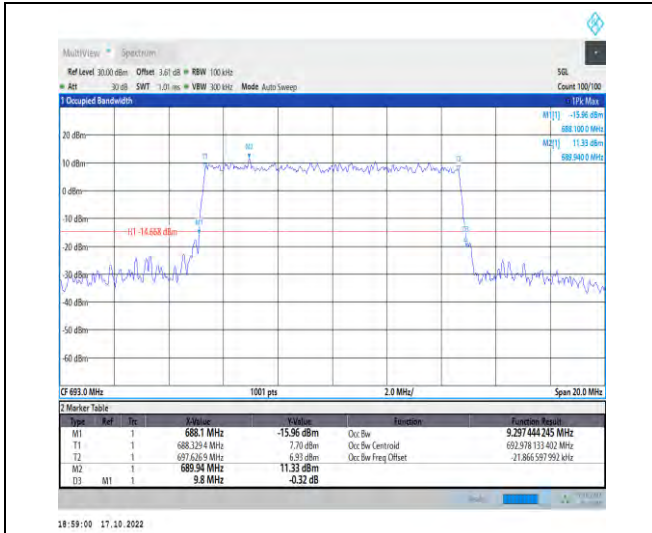 MultiView Spectrum
Ref Level 30.00 dBm Offset 3.61 dB RBW 100 kHz SGL
Att 30 dB SWT 1.01 ms VBW 300 kHz Mode Auto Sweep Count 100/100
1 Occupied Bandwidth 1Pk Max
M1[1] -15.96 dBm
688.100 0 MHz
M2[1] 11.33 dBm
689.940 0 MHz
20 dBm
10 dBm
0 dBm
-10 dBm
H1 -14.668 dBm
-20 dBm
-30 dBm
-40 dBm
-50 dBm
-60 dBm
T1
M2
T2
M1
CF 693.0 MHz 1001 pts 2.0 MHz/ Span 20.0 MHz
2 Marker Table
Type Ref Trc X-Value Y-Value Function Function Result
M1 1 688.1 MHz -15.96 dBm Occ Bw 9.297 444 245 MHz
T1 1 688.329 4 MHz 7.70 dBm Occ Bw Centroid 692.978 133 402 MHz
T2 1 697.626 9 MHz 6.93 dBm Occ Bw Freq Offset -21.866 597 992 kHz
M2 1 689.94 MHz 11.33 dBm
D3 M1 1 9.8 MHz -0.32 dB
18:59:00 17.10.2022